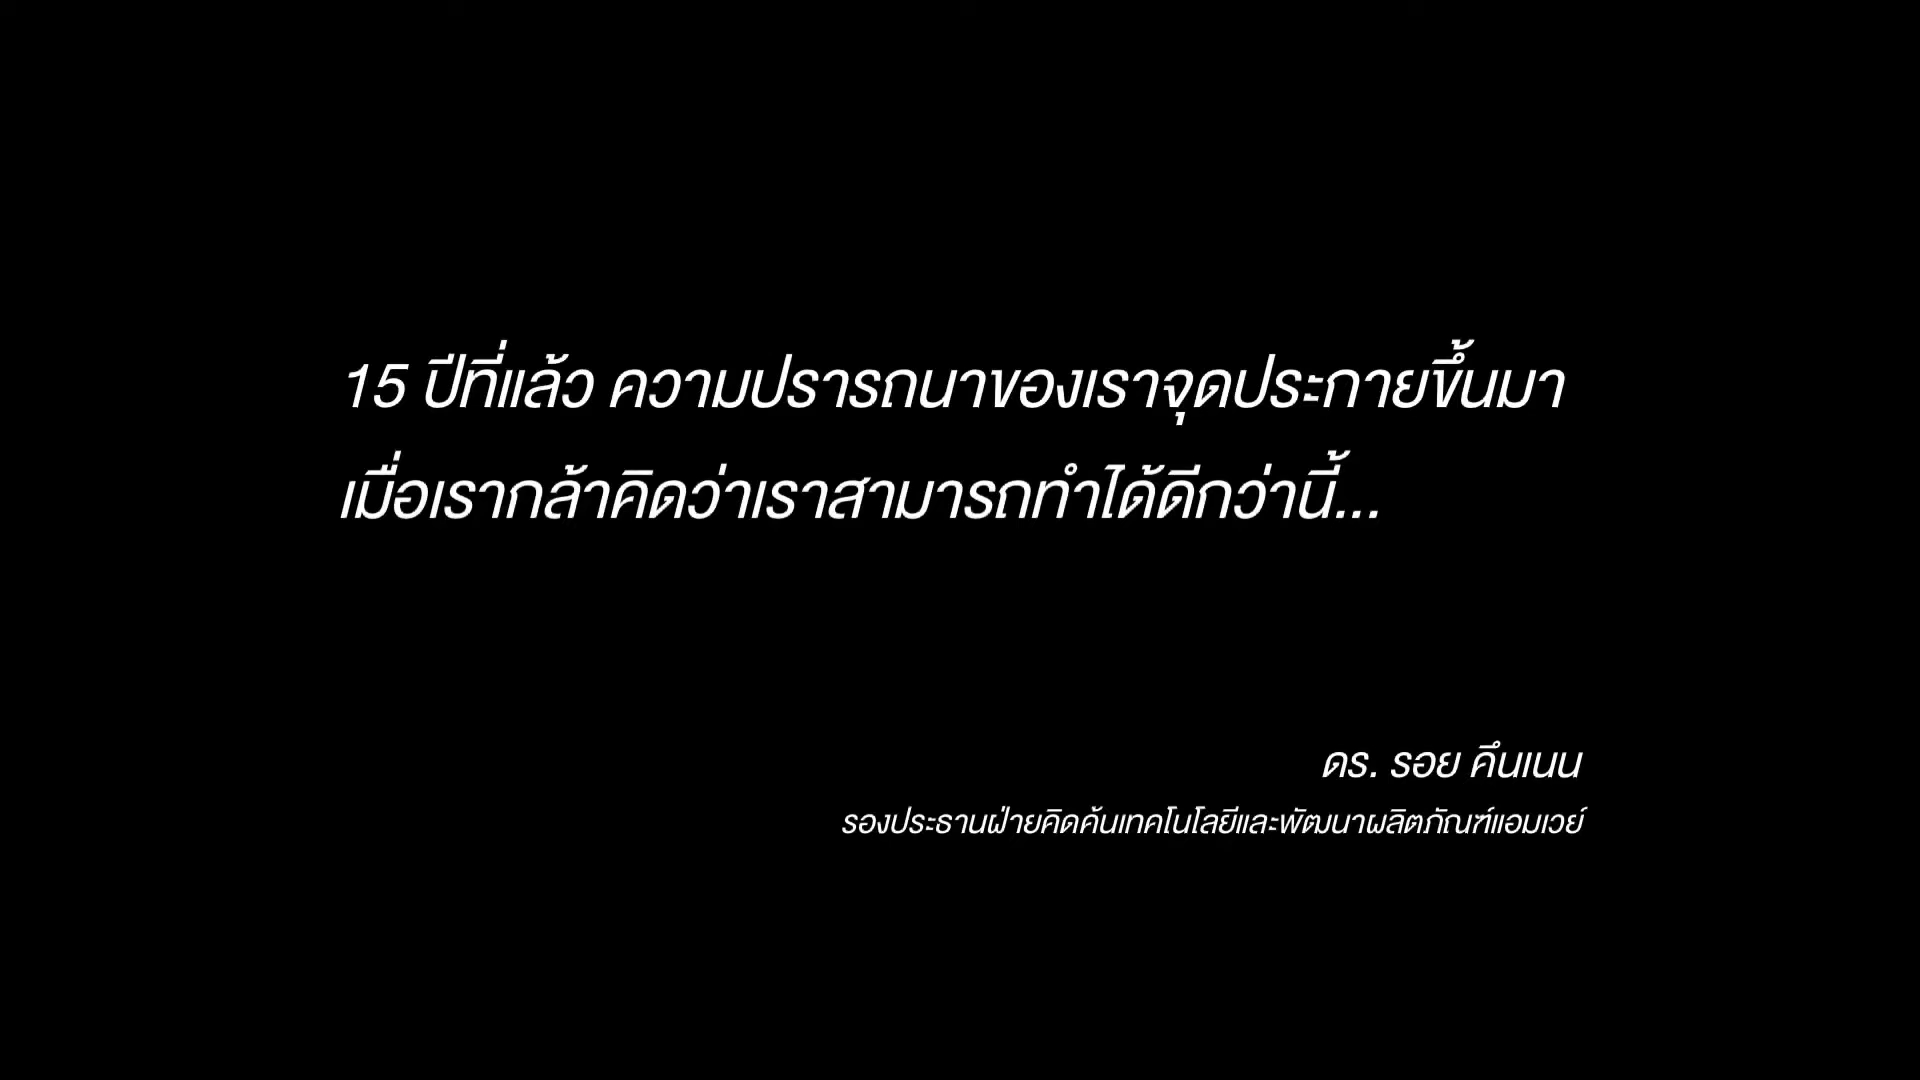 15 ปีที่แล้ว ความปรารถนาของเราจุดประกายขึ้นมา
เมื่อเรากล้าคิดว่าเราสามารถทำได้ดีกว่านี้...
ดร. รอย คึนเนน
รองประธานฝ่ายคิดค้นเทคโนโลยีและพัฒนาผลิตภัณฑ์แอมเวย์